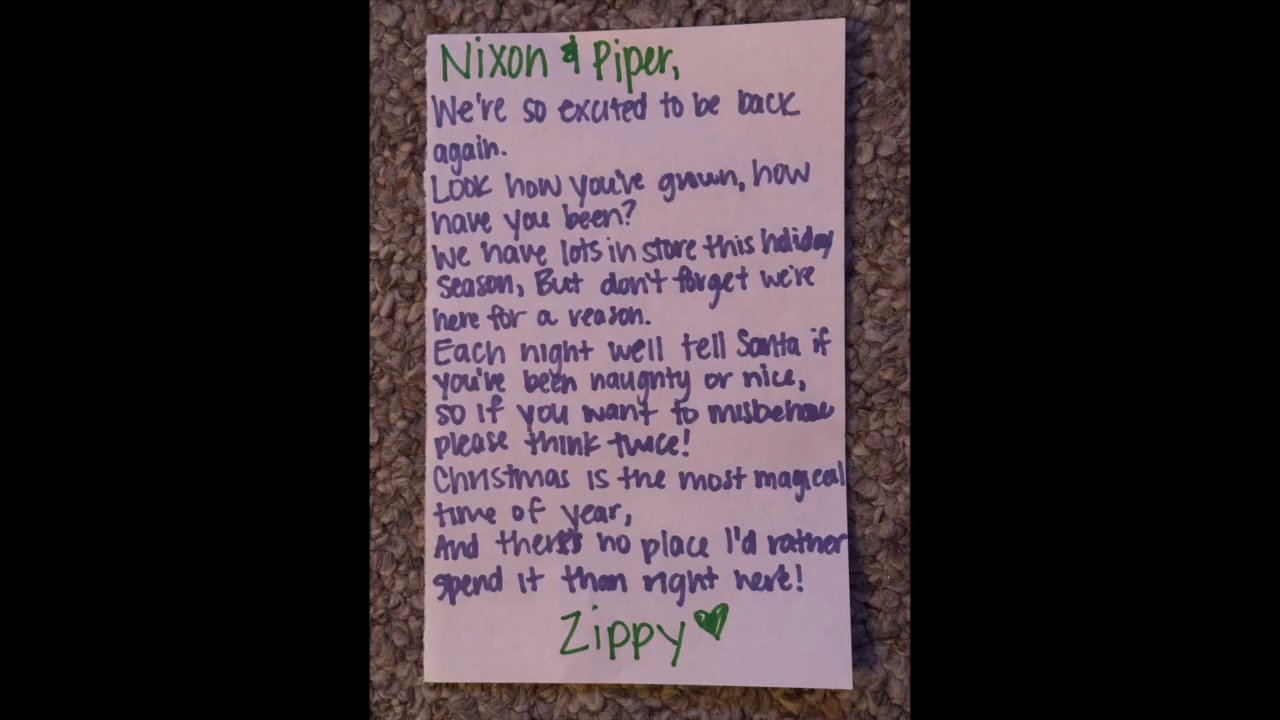 Nixon & Piper,
We're so excited to be back
again.
Look how you've grown, how
have you been?
We have lots in store this holiday
season, But don't forget we're
here for a reason.
Each night we'll tell Santa if
you've been naughty or nice,
so if you want to misbehave
please think twice!
Christmas is the most magical
time of year,
And there's no place I'd rather
spend it than right here!
Zippy